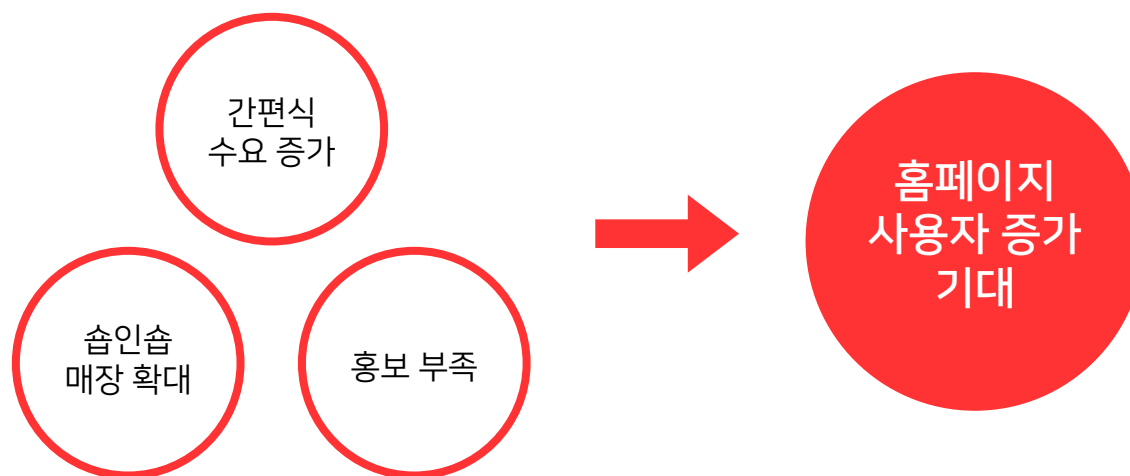 간편식
수요 증가
숍인숍
매장 확대
홍보 부족
홈페이지
사용자 증가
기대